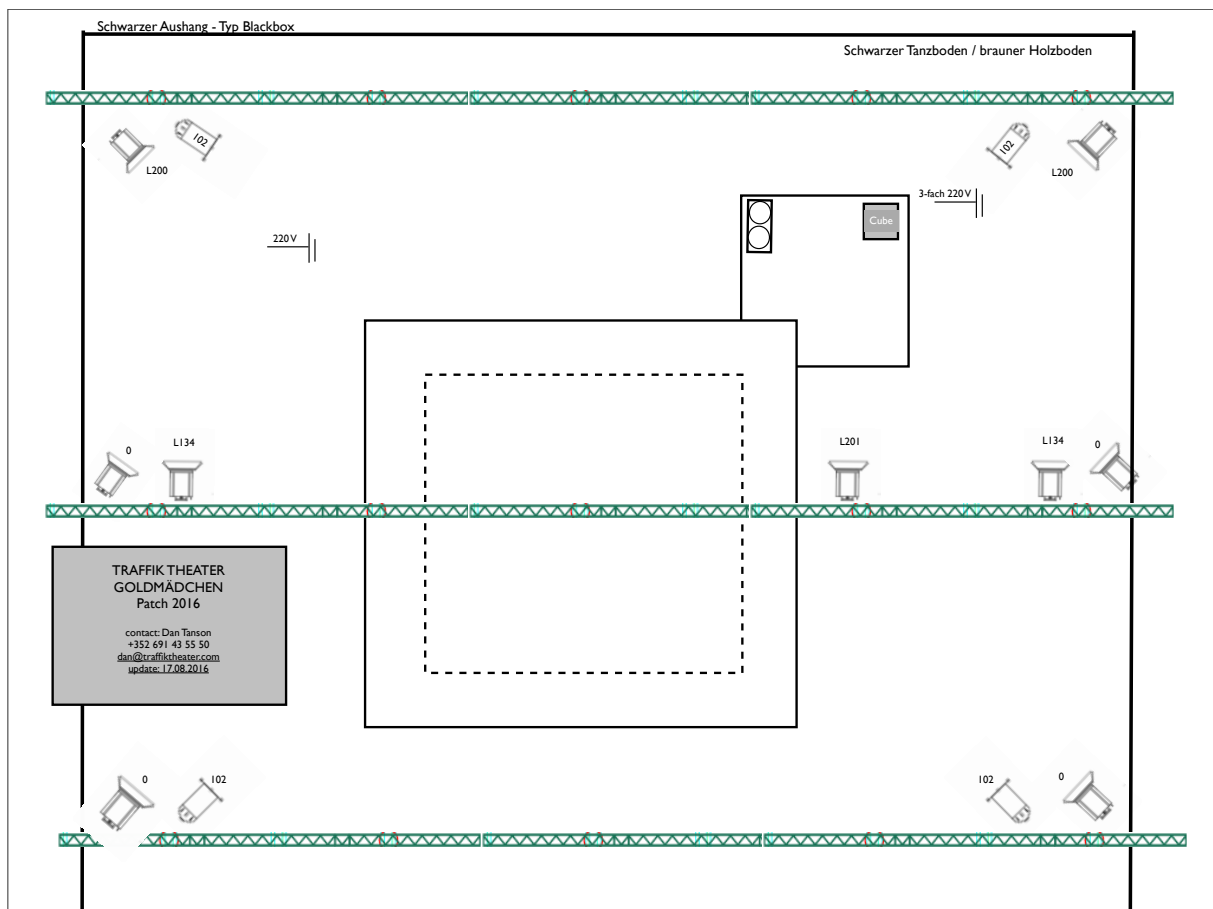 Schwarzer Aushang - Typ Blackbox
Schwarzer Tanzboden / brauner Holzboden
102
L200
102
L200
3-fach 220V
Cube
220V
0
L134
L201
L134
0
TRAFFIK THEATER
GOLDMÄDCHEN
Patch 2016
contact: Dan Tanson
+352 691 43 55 50
dan@traffiktheater.com
update: 17.08.2016
0
102
102
0